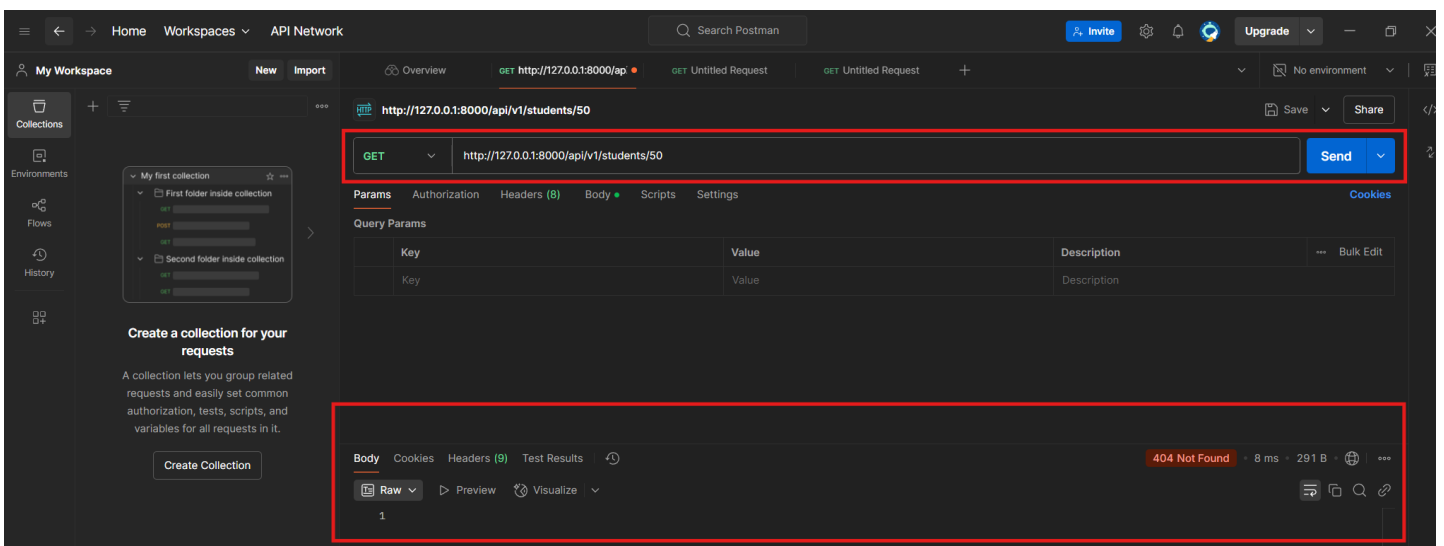 Home Workspaces API Network Search Postman Invite Upgrade
My Workspace New Import Overview GET http://127.0.0.1:8000/ap GET Untitled Request GET Untitled Request No environment
Collections
Environments
Flows
History
My first collection
First folder inside collection
GET
POST
GET
Second folder inside collection
GET
GET
Create a collection for your
requests
A collection lets you group related
requests and easily set common
authorization, tests, scripts, and
variables for all requests in it.
Create Collection
HTTP http://127.0.0.1:8000/api/v1/students/50 Save Share
GET http://127.0.0.1:8000/api/v1/students/50 Send
Params Authorization Headers (8) Body Scripts Settings Cookies
Query Params
Key Value Description Bulk Edit
Key Value Description
Body Cookies Headers (9) Test Results 404 Not Found 8 ms 291 B
Raw Preview Visualize
1